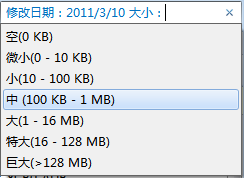 修改日期：2011/3/10 大小：
空(0 KB)
微小(0 - 10 KB)
小(10 - 100 KB)
中 (100 KB - 1 MB)
大(1 - 16 MB)
特大(16 - 128 MB)
巨大(>128 MB)